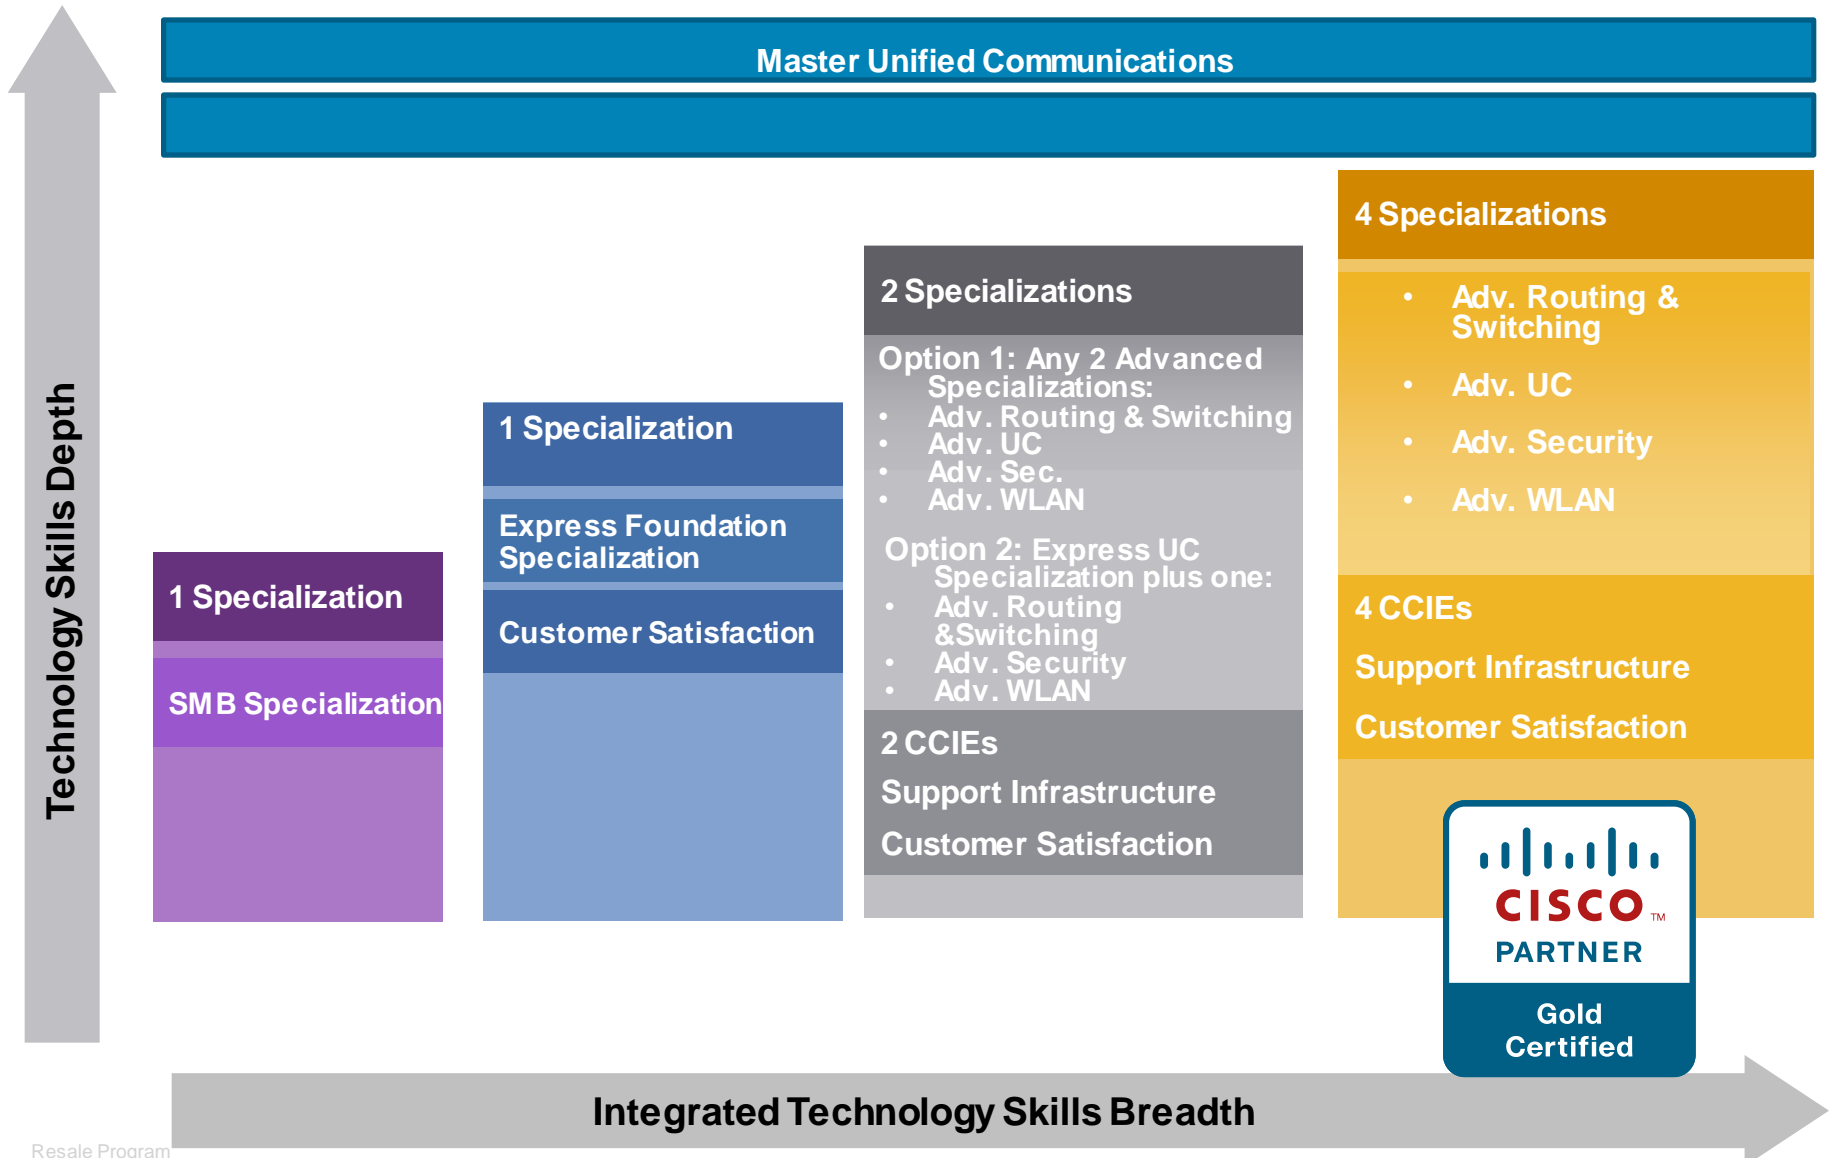 Master Unified Communications
Technology Skills Depth
1 Specialization
SMB Specialization
1 Specialization
Express Foundation
Specialization
Customer Satisfaction
2 Specializations
Option 1: Any 2 Advanced
Specializations:
• Adv. Routing & Switching
• Adv. UC
• Adv. Sec.
• Adv. WLAN
Option 2: Express UC
Specialization plus one:
• Adv. Routing
&Switching
• Adv. Security
• Adv. WLAN
2 CCIEs
Support Infrastructure
Customer Satisfaction
4 Specializations
• Adv. Routing &
Switching
• Adv. UC
• Adv. Security
• Adv. WLAN
4 CCIEs
Support Infrastructure
Customer Satisfaction
CISCO TM
PARTNER
Gold
Certified
Integrated Technology Skills Breadth
Resale Program